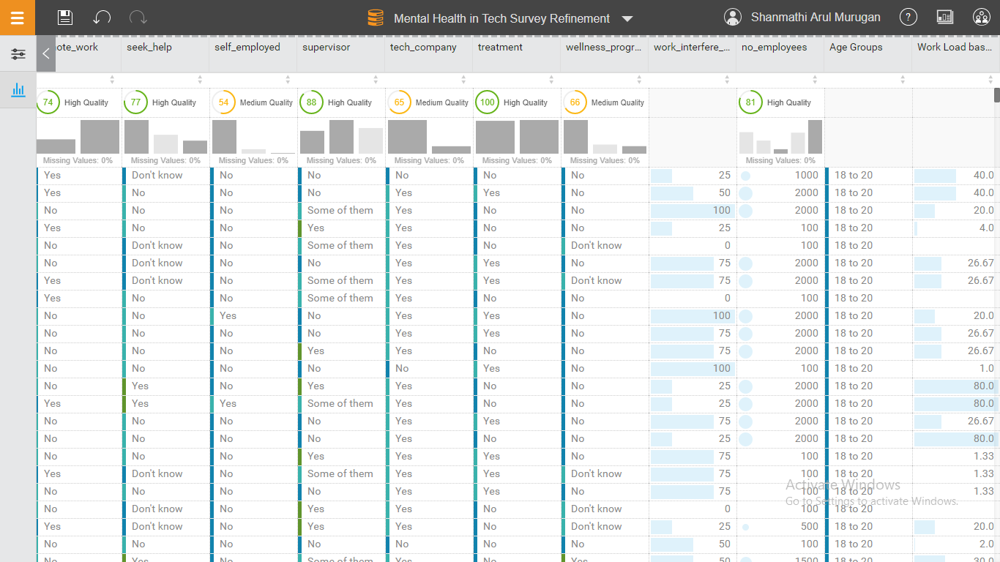 Mental Health in Tech Survey Refinement Shanmathi Arul Murugan ?
ote_work seek_help self_employed supervisor tech_company treatment wellness_progr... work_interfere_... no_employees Age Groups Work Load bas...
74 High Quality 77 High Quality 54 Medium Quality 88 High Quality 65 Medium Quality 100 High Quality 66 Medium Quality 81 High Quality
Missing Values: 0% Missing Values: 0% Missing Values: 0% Missing Values: 0% Missing Values: 0% Missing Values: 0% Missing Values: 0% Missing Values: 0%
Yes Don't know No No No No No 25 1000 18 to 20 40.0
Yes No No No Yes Yes No 50 2000 18 to 20 40.0
No No No Some of them Yes No No 100 2000 18 to 20 20.0
Yes No No Yes Yes No No 25 100 18 to 20 4.0
No Don't know No Some of them Yes No Don't know 0 100 18 to 20
No Don't know No No Yes Yes No 75 2000 18 to 20 26.67
Yes Don't know No Some of them Yes Yes Don't know 75 2000 18 to 20 26.67
Yes No No Some of them Yes No No 0 100 18 to 20
No No Yes No Yes Yes No 100 2000 18 to 20 20.0
No No No No Yes Yes No 75 2000 18 to 20 26.67
No No No Yes Yes No No 75 2000 18 to 20 26.67
No No No No No Yes No 100 100 18 to 20 1.0
No Yes No Yes Yes No No 25 2000 18 to 20 80.0
Yes Yes Yes Some of them Yes No No 25 2000 18 to 20 80.0
No No No No Yes Yes No 75 2000 18 to 20 26.67
No No No No Yes No No 25 2000 18 to 20 80.0
No No No Yes Yes Yes No 75 100 18 to 20 1.33
Yes Don't know No Some of them Yes Yes Don't know 75 100 18 to 20 1.33
Activate Windows
No No No No Yes Yes No 75 100 18 to 20 1.33
Go to Settings to activate Windows.
No Don't know No Yes Yes No Don't know 0 100 18 to 20
Yes Don't know No Yes Yes No Don't know 25 500 18 to 20 20.0
No No No No No No No 50 100 18 to 20 2.0
No Yes No Some of them Yes No Yes 50 1500 18 to 20 30.0